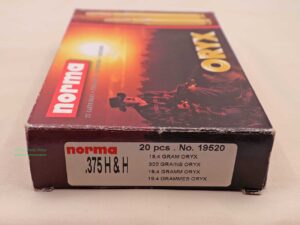 ORYX
norma
norma
20 pcs . No. 19520
.375 H & H
19.4 GRAM ORYX
300 GRAINS ORYX
19.4 GRAMM ORYX
19.4 GRAMMES ORYX